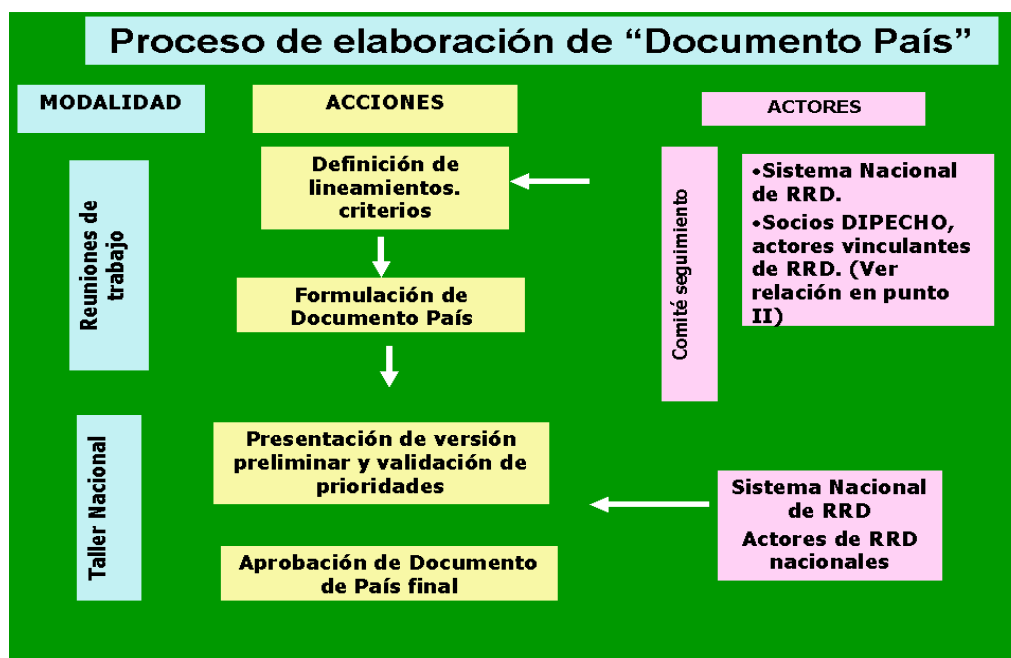 Proceso de elaboración de “Documento País”
MODALIDAD
ACCIONES
ACTORES
Reuniones de
trabajo
Definición de
lineamientos.
criterios
Comité seguimiento
•Sistema Nacional
de RRD.
•Socios DIPECHO,
actores vinculantes
de RRD. (Ver
relación en punto
II)
Formulación de
Documento País
Taller Nacional
Presentación de versión
preliminar y validación de
prioridades
Sistema Nacional
de RRD
Actores de RRD
nacionales
Aprobación de Documento
de País final